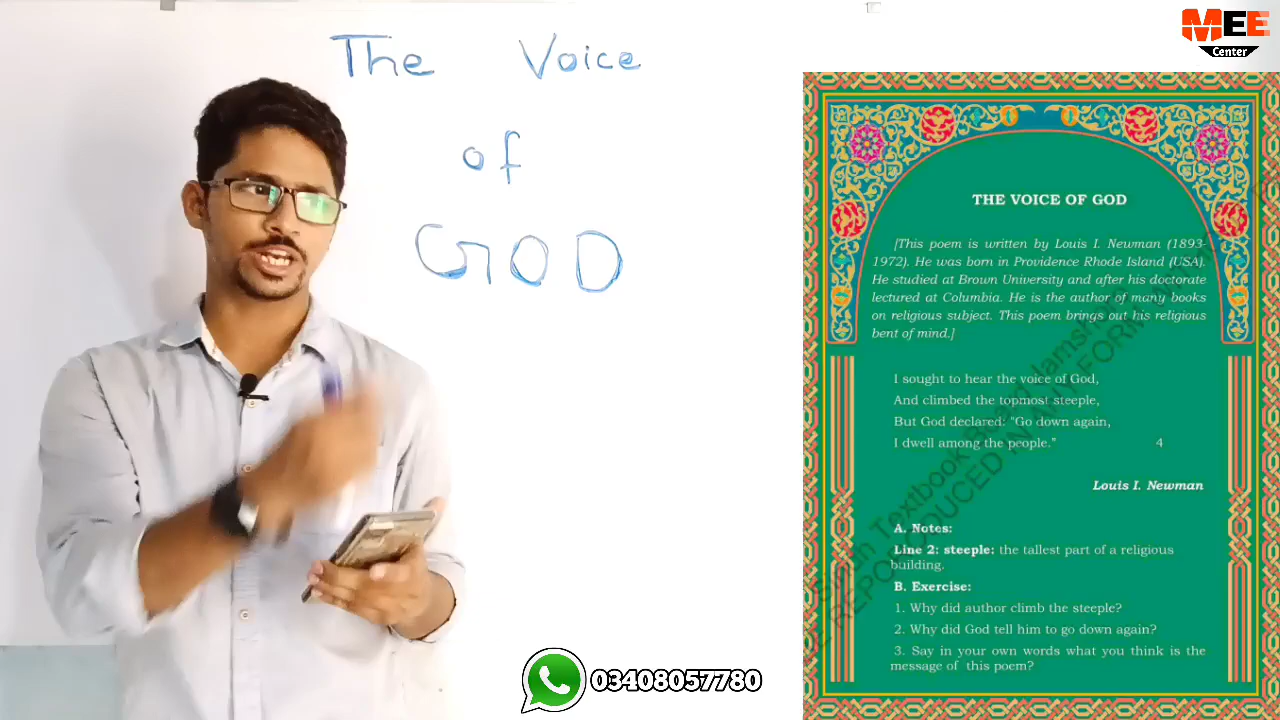 The Voice
of
GOD
MEE
Center
THE VOICE OF GOD
[This poem is written by Louis I. Newman (1893-
1972). He was born in Providence Rhode Island (USA).
He studied at Brown University and after his doctorate
lectured at Columbia. He is the author of many books
on religious subject. This poem brings out his religious
bent of mind.]
I sought to hear the voice of God,
And climbed the topmost steeple,
But God declared: "Go down again,
I dwell among the people." 4
Louis I. Newman
A. Notes:
Line 2: steeple: the tallest part of a religious
building.
B. Exercise:
1. Why did author climb the steeple?
2. Why did God tell him to go down again?
3. Say in your own words what you think is the
message of this poem?
03408057780